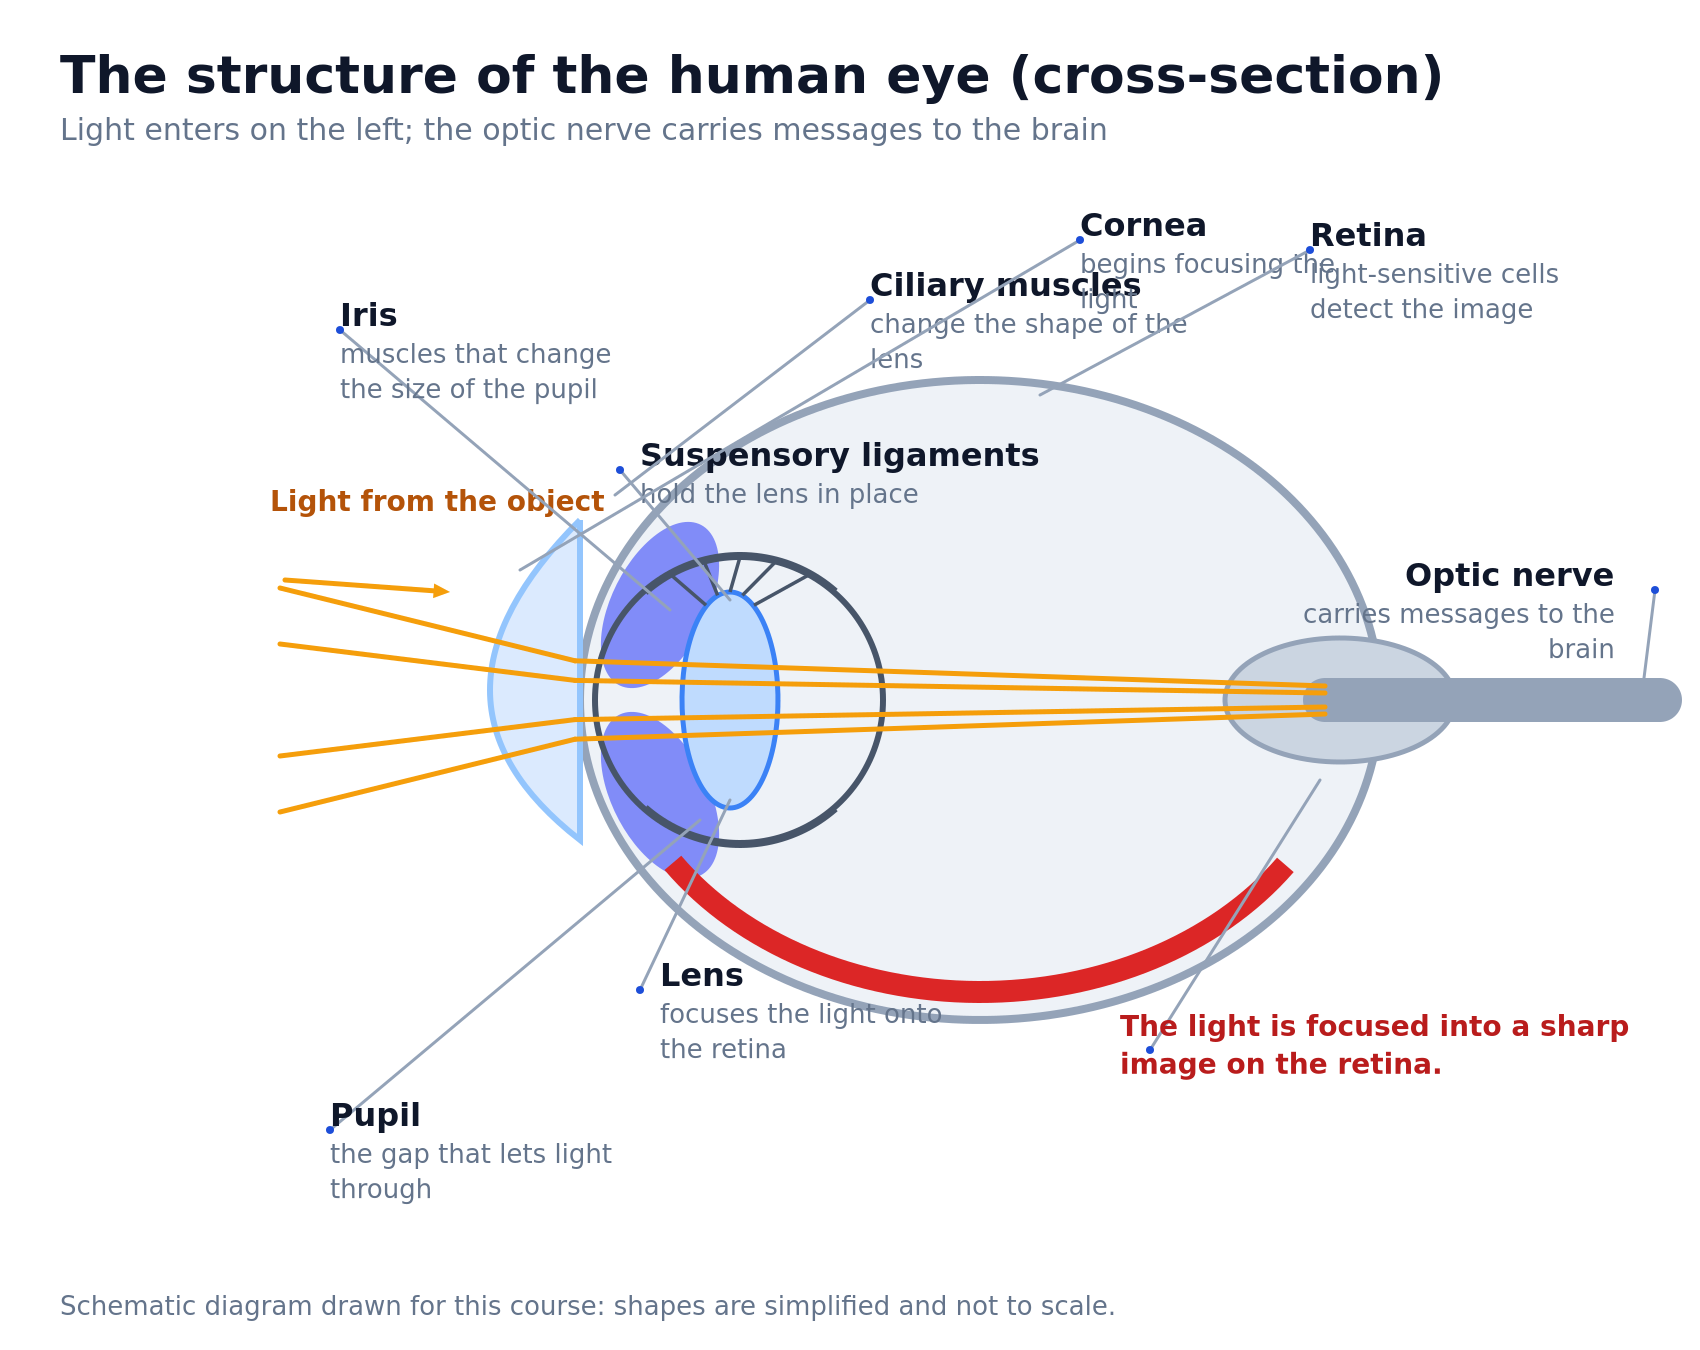 The structure of the human eye (cross-section)
Light enters on the left; the optic nerve carries messages to the brain
Cornea
begins focusing the
light
Retina
light-sensitive cells
detect the image
Ciliary muscles
change the shape of the
lens
Iris
muscles that change
the size of the pupil
Suspensory ligaments
hold the lens in place
Light from the object
Optic nerve
carries messages to the
brain
Lens
focuses the light onto
the retina
The light is focused into a sharp
image on the retina.
Pupil
the gap that lets light
through
Schematic diagram drawn for this course: shapes are simplified and not to scale.